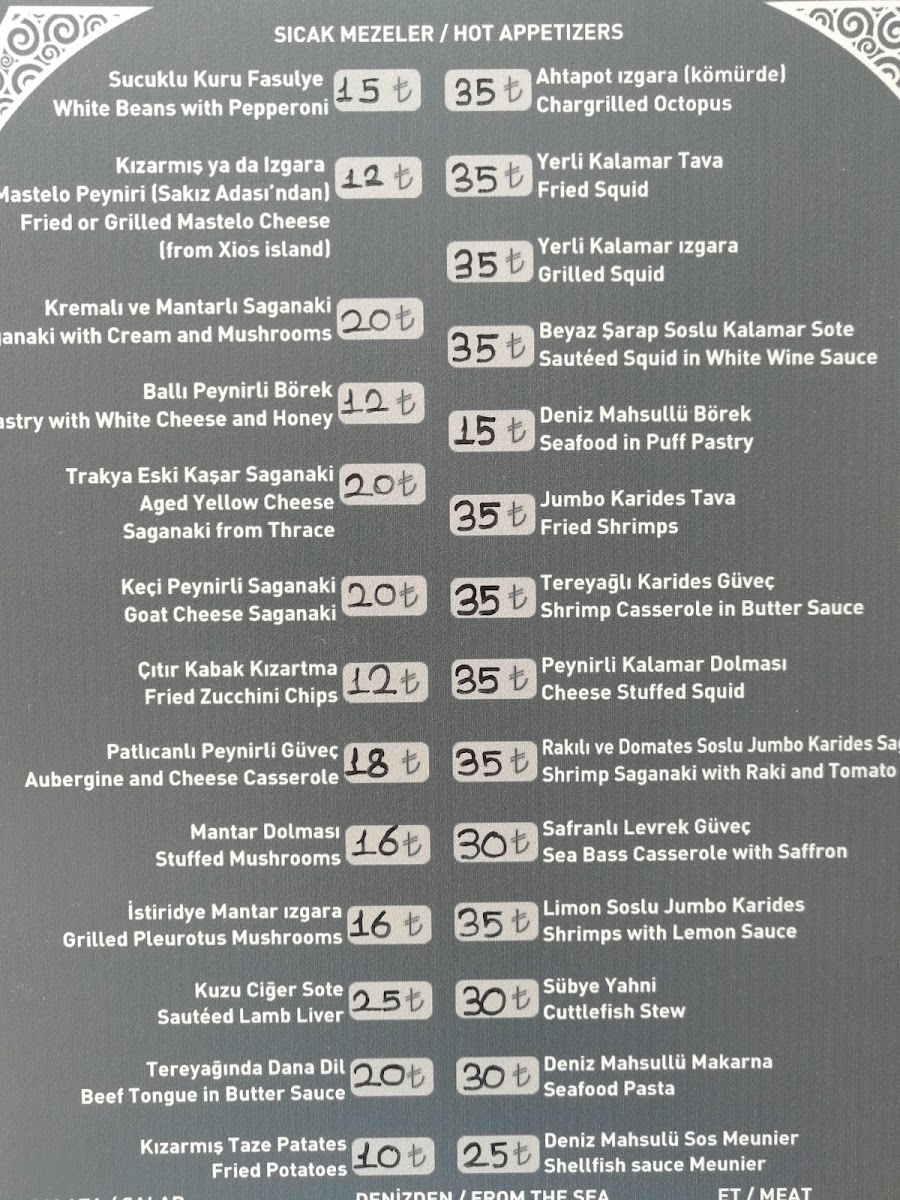 SICAK MEZELER / HOT APPETIZERS
Sucuklu Kuru Fasulye
White Beans with Pepperoni
15 ₺
Kızarmış ya da Izgara
Mastelo Peyniri (Sakız Adası'ndan)
Fried or Grilled Mastelo Cheese
(from Xios island)
12 ₺
Kremalı ve Mantarlı Saganaki
with Cream and Mushrooms
20 ₺
Ballı Peynirli Börek
with White Cheese and Honey
12 ₺
Trakya Eski Kaşar Saganaki
Aged Yellow Cheese
Saganaki from Thrace
20 ₺
Keçi Peynirli Saganaki
Goat Cheese Saganaki
20 ₺
Çıtır Kabak Kızartma
Fried Zucchini Chips
12 ₺
Patlıcanlı Peynirli Güveç
Aubergine and Cheese Casserole
18 ₺
Mantar Dolması
Stuffed Mushrooms
16 ₺
İstiridye Mantar ızgara
Grilled Pleurotus Mushrooms
16 ₺
Kuzu Ciğer Sote
Sautéed Lamb Liver
25 ₺
Tereyağında Dana Dil
Beef Tongue in Butter Sauce
20 ₺
Kızarmış Taze Patates
Fried Potatoes
10 ₺
35 ₺
Ahtapot ızgara (kömürde)
Chargrilled Octopus
35 ₺
Yerli Kalamar Tava
Fried Squid
35 ₺
Yerli Kalamar ızgara
Grilled Squid
35 ₺
Beyaz Şarap Soslu Kalamar Sote
Sautéed Squid in White Wine Sauce
15 ₺
Deniz Mahsullü Börek
Seafood in Puff Pastry
35 ₺
Jumbo Karides Tava
Fried Shrimps
35 ₺
Tereyağlı Karides Güveç
Shrimp Casserole in Butter Sauce
35 ₺
Peynirli Kalamar Dolması
Cheese Stuffed Squid
35 ₺
Rakılı ve Domates Soslu Jumbo Karides
Shrimp Saganaki with Raki and Tomato
30 ₺
Safranlı Levrek Güveç
Sea Bass Casserole with Saffron
35 ₺
Limon Soslu Jumbo Karides
Shrimps with Lemon Sauce
30 ₺
Sübye Yahni
Cuttlefish Stew
30 ₺
Deniz Mahsullü Makarna
Seafood Pasta
25 ₺
Deniz Mahsulü Sos Meunier
Shellfish sauce Meunier
DENİZDEN / FROM THE SEA
ET / MEAT